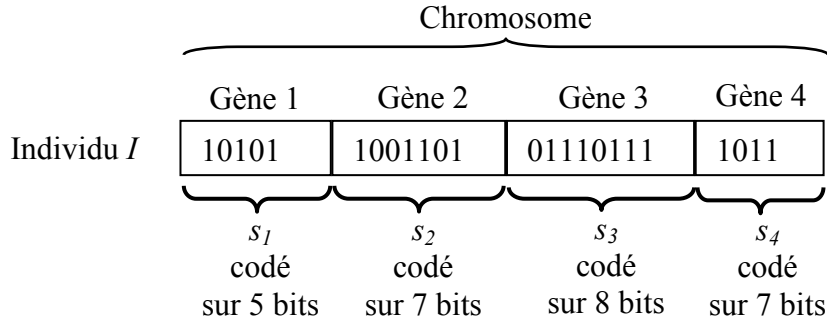 Chromosome
Gène 1 Gène 2 Gène 3 Gène 4
Individu I 10101 1001101 01110111 1011
s1 s2 s3 s4
codé codé codé codé
sur 5 bits sur 7 bits sur 8 bits sur 7 bits